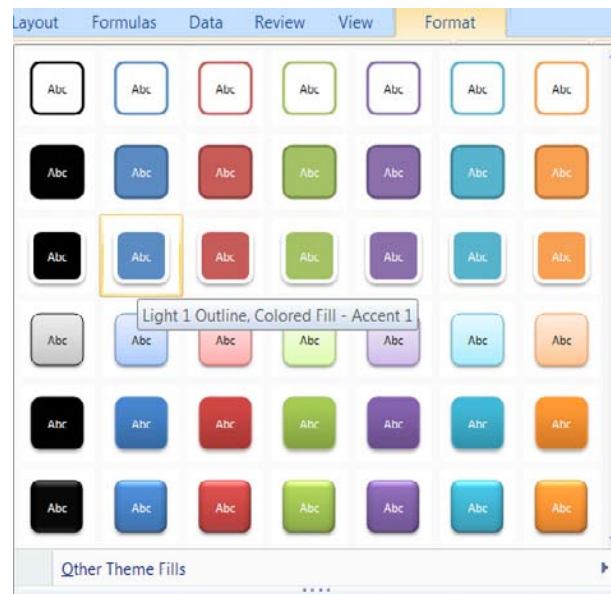 Layout Formulas Data Review View Format
Abc Abc Abc Abc Abc Abc Abc
Abc Abc Abc Abc Abc Abc Abc
Abc Abc Abc Abc Abc Abc Abc
Light 1 Outline, Colored Fill - Accent 1
Abc Abc Abc Abc Abc Abc Abc
Abc Abc Abc Abc Abc Abc Abc
Abc Abc Abc Abc Abc Abc Abc
Other Theme Fills